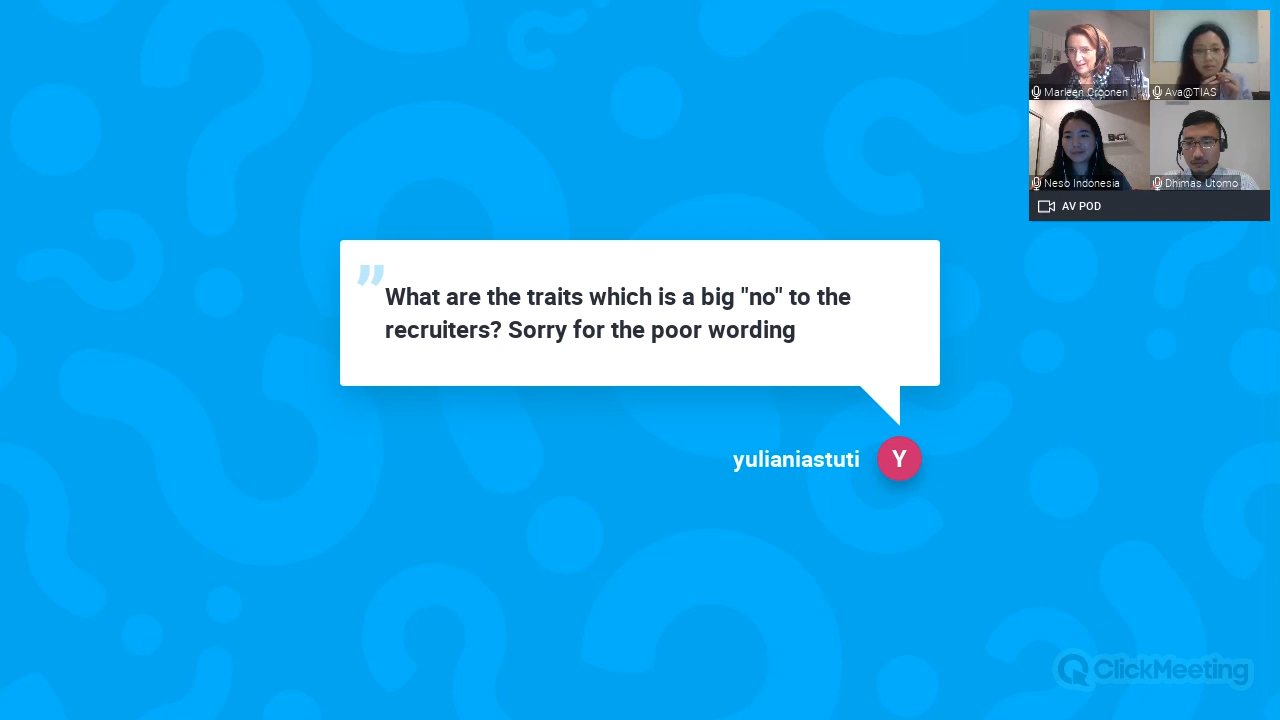 Marleen Croonen
Ava@TIAS
Neso Indonesia
Dhimas Utomo
AV POD
"
What are the traits which is a big "no" to the
recruiters? Sorry for the poor wording
yulianiastuti
Y
ClickMeeting